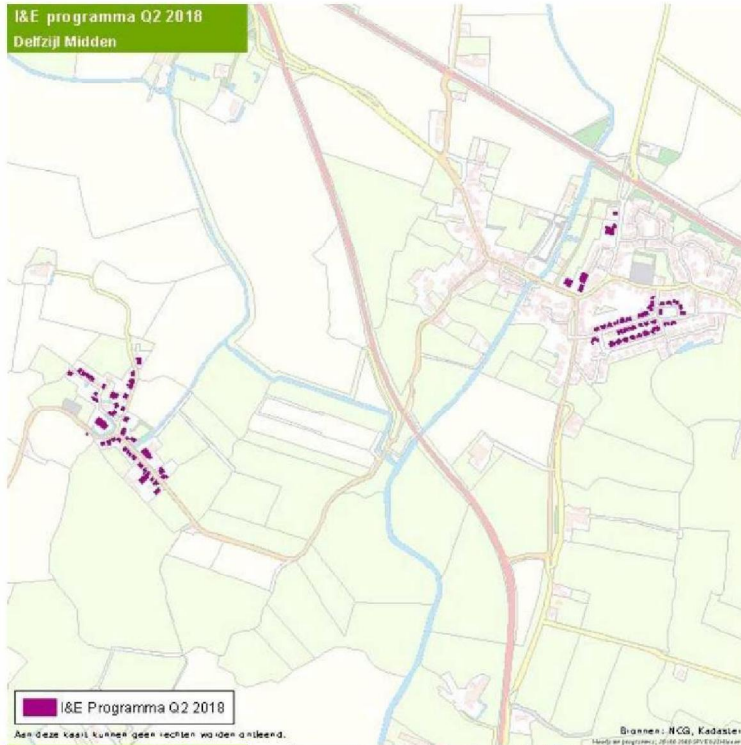 I&E programma Q2 2018
Delfzijl Midden
I&E Programma Q2 2018
Aan deze kaart kunnen geen rechten worden ontleend.
Bronnen: NCG, Kadaster